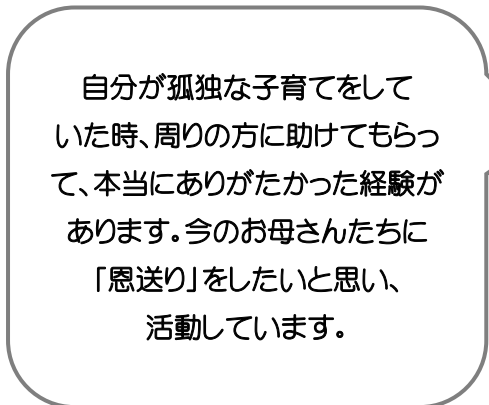 自分が孤独な子育てをして
いた時、周りの方に助けてもらっ
て、本当にありがたかった経験が
あります。今のお母さんたちに
「恩送り」をしたいと思い、
活動しています。